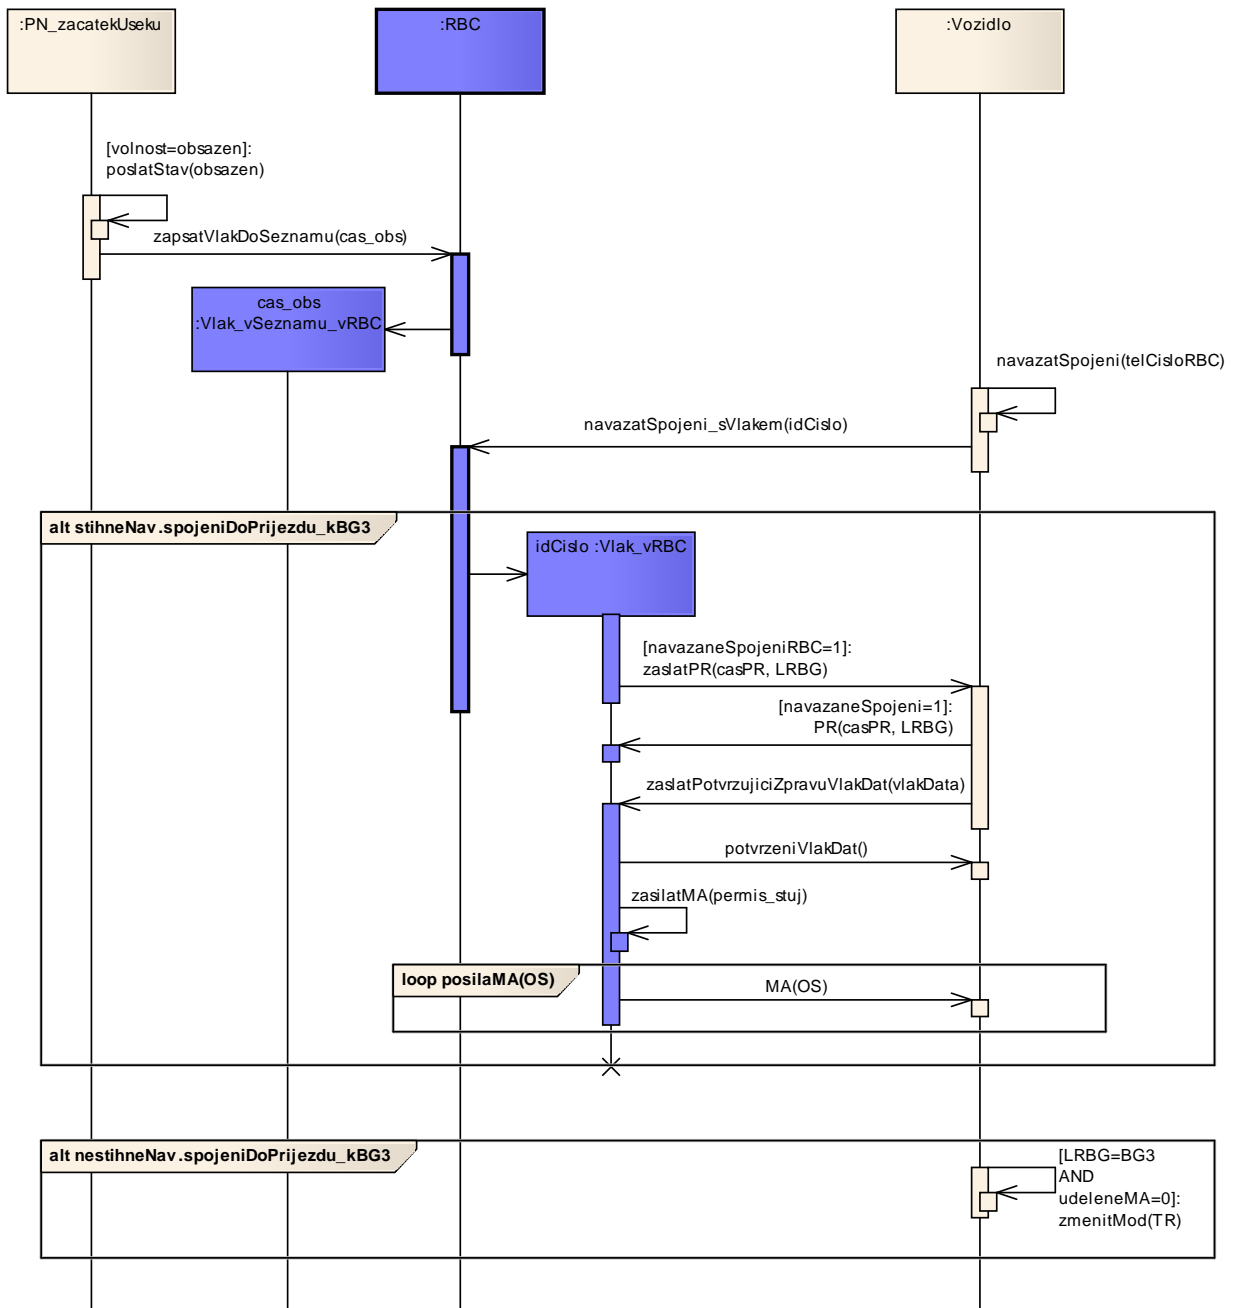 :PN_zacatekUseku
:RBC
:Vozidlo
[volnost=obsazen]:
poslatStav(obsazen)
zapsatVlakDoSeznamu(cas_obs)
cas_obs
:Vlak_vSeznamu_vRBC
navazatSpojeni(telCisloRBC)
navazatSpojeni_sVlakem(idCislo)
alt stihneNav.spojeniDoPrijezdu_kBG3
idCislo :Vlak_vRBC
[navazaneSpojeniRBC=1]:
zaslatPR(casPR, LRBG)
[navazaneSpojeni=1]:
PR(casPR, LRBG)
zaslatPotvrzujiciZpravuVlakDat(vlakData)
potvrzeniVlakDat()
zasilatMA(permis_stuj)
loop posilaMA(OS)
MA(OS)
alt nestihneNav.spojeniDoPrijezdu_kBG3
[LRBG=BG3
AND
udeleneMA=0]:
zmenitMod(TR)